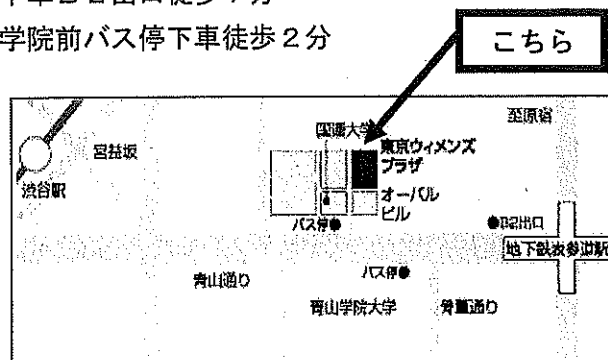 下車B2出口徒歩7分
学院前バス停下車徒歩2分
こちら
至原宿
国連大学
宮益坂
東京ウィメンズ
プラザ
渋谷駅
オーバル
ビル
バス停
B2出口
地下鉄表参道駅
青山通り
バス停
青山学院大学
骨董通り